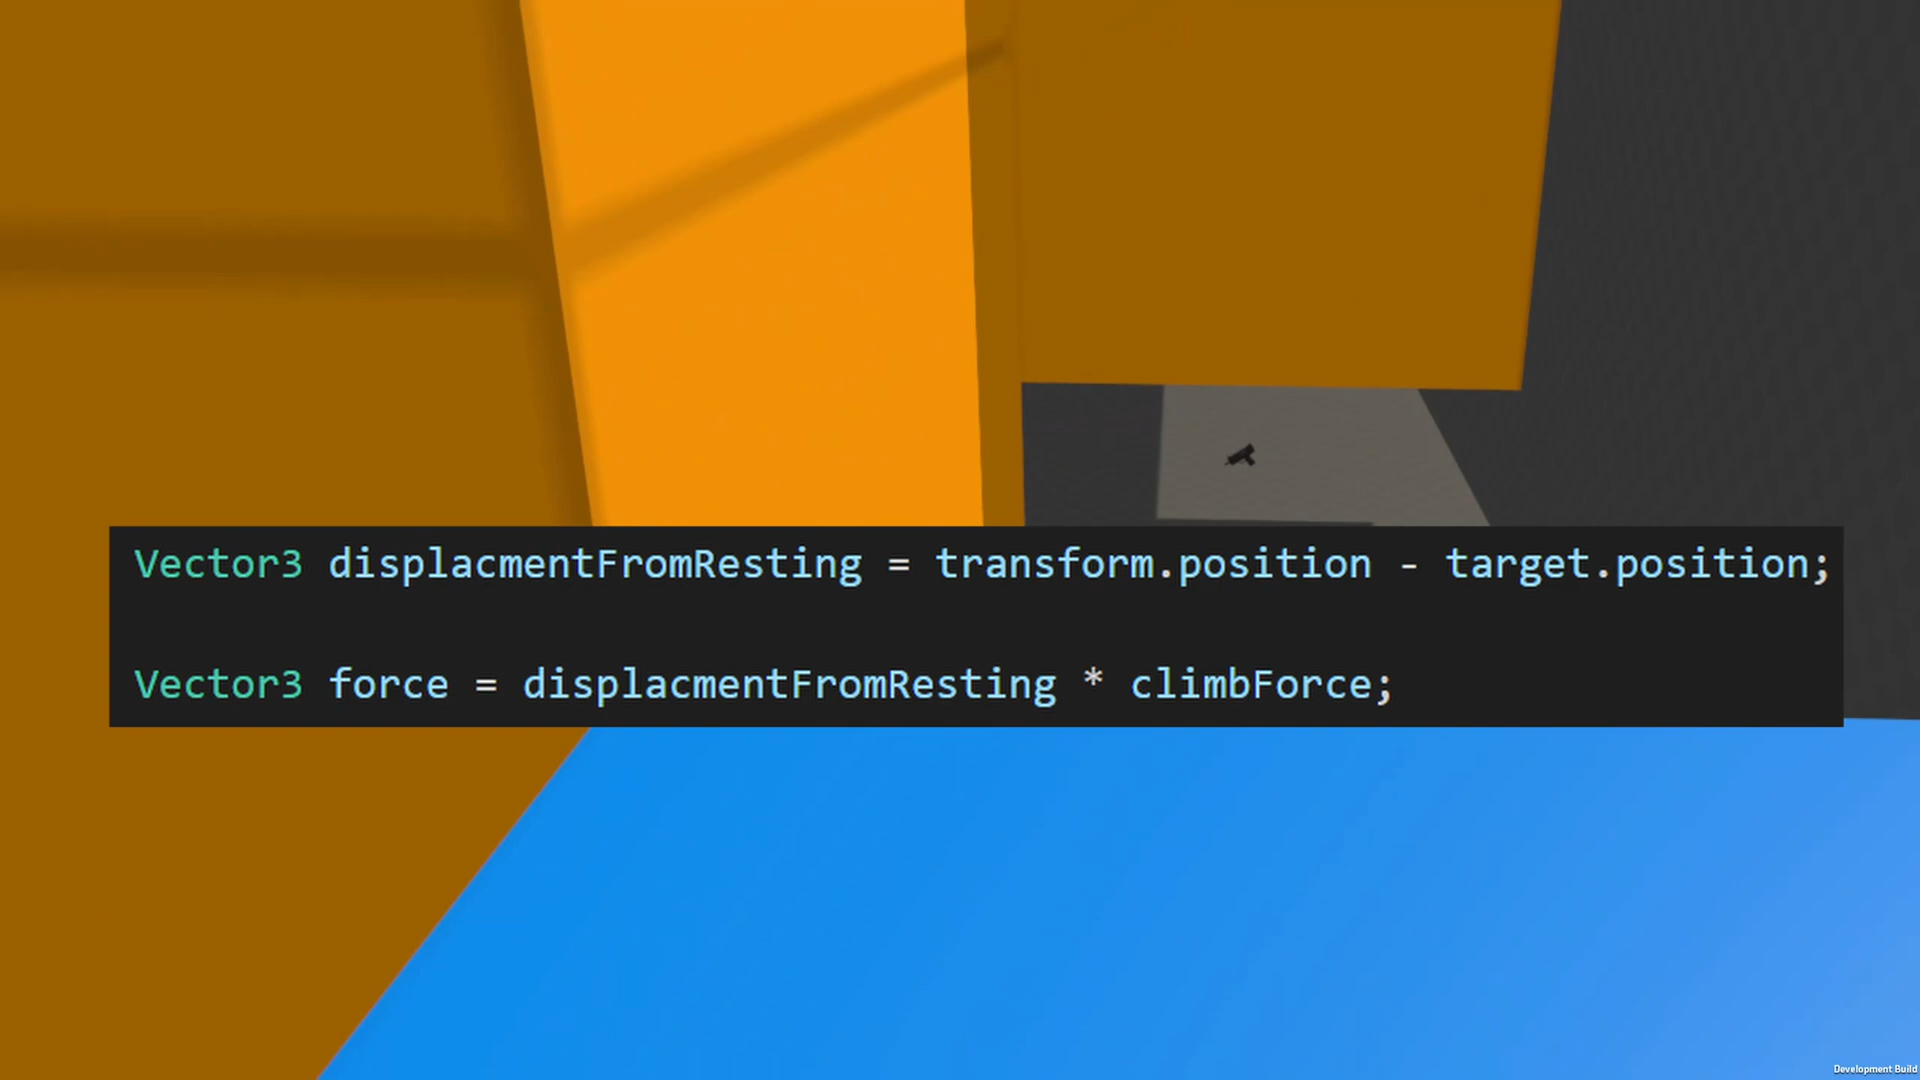 Vector3 displacmentFromResting = transform.position - target.position;
Vector3 force = displacmentFromResting * climbForce;
Development Build